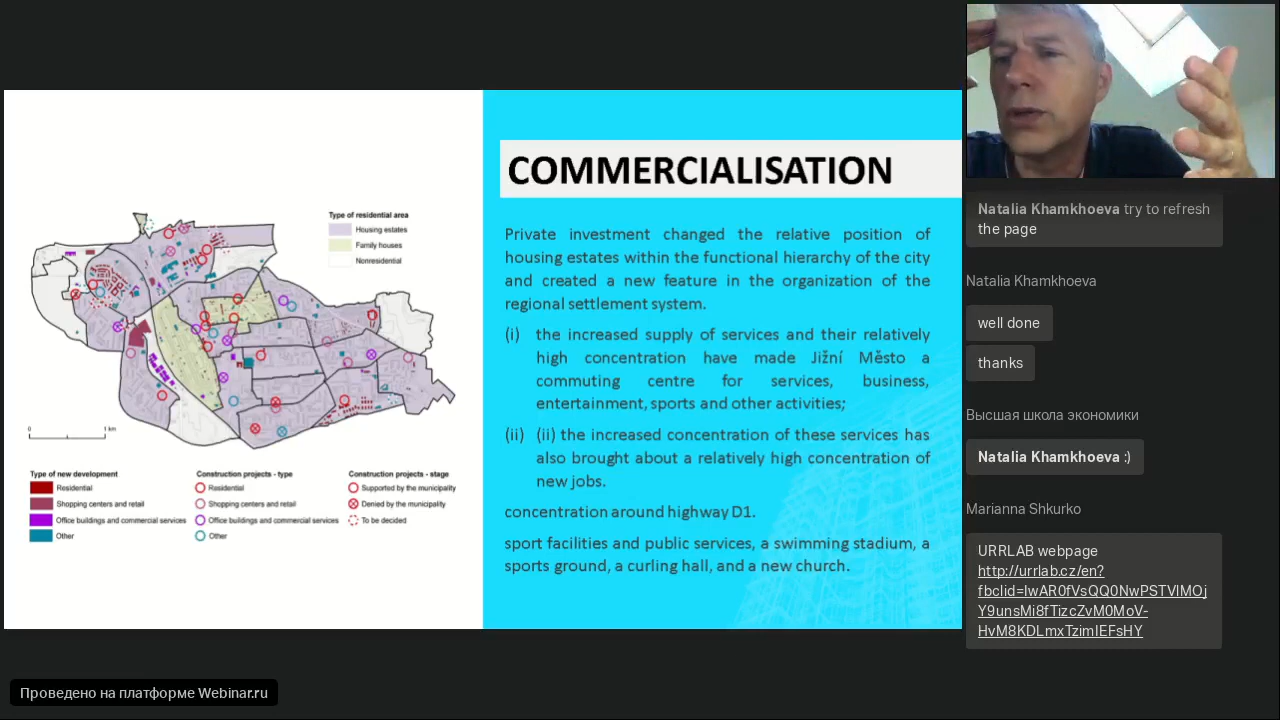 COMMERCIALISATION
Private investment changed the relative position of
housing estates within the functional hierarchy of the city
and created a new feature in the organization of the
regional settlement system.
(i) the increased supply of services and their relatively
high concentration have made Jižní Město a
commuting centre for services, business,
entertainment, sports and other activities;
(ii) (ii) the increased concentration of these services has
also brought about a relatively high concentration of
new jobs.
concentration around highway D1.
sport facilities and public services, a swimming stadium, a
sports ground, a curling hall, and a new church.
Type of residential area
Housing estates
Family houses
Nonresidential
0 1 km
Type of new development
Residential
Shopping centers and retail
Office buildings and commercial services
Other
Construction projects - type
Residential
Shopping centers and retail
Office buildings and commercial services
Other
Construction projects - stage
Supported by the municipality
Denied by the municipality
To be decided
Natalia Khamkhoeva try to refresh
the page
Natalia Khamkhoeva
well done
thanks
Высшая школа экономики
Natalia Khamkhoeva :)
Marianna Shkurko
URRLAB webpage
http://urrlab.cz/en?
fbclid=IwAR0fVsQQ0NwPSTVlMOj
Y9unsMi8fTizcZvM0MoV-
HvM8KDLmxTzimIEFsHY
Проведено на платформе Webinar.ru